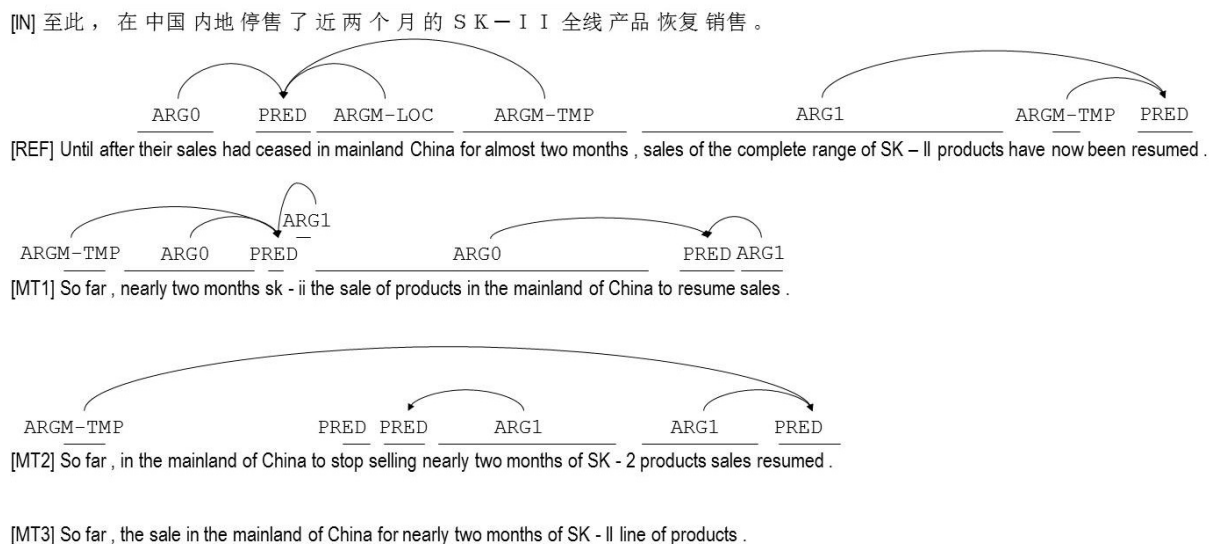 [IN] 至此 ， 在 中国 内地 停售 了 近 两 个 月 的 ＳＫ－ＩＩ 全线 产品 恢复 销售 。
ARG0 PRED ARGM-LOC ARGM-TMP ARG1 ARGM-TMP PRED
[REF] Until after their sales had ceased in mainland China for almost two months , sales of the complete range of SK – II products have now been resumed .
ARG1
ARGM-TMP ARG0 PRED ARG0 PRED ARG1
[MT1] So far , nearly two months sk - ii the sale of products in the mainland of China to resume sales .
ARGM-TMP PRED PRED ARG1 ARG1 PRED
[MT2] So far , in the mainland of China to stop selling nearly two months of SK - 2 products sales resumed .
[MT3] So far , the sale in the mainland of China for nearly two months of SK - II line of products .